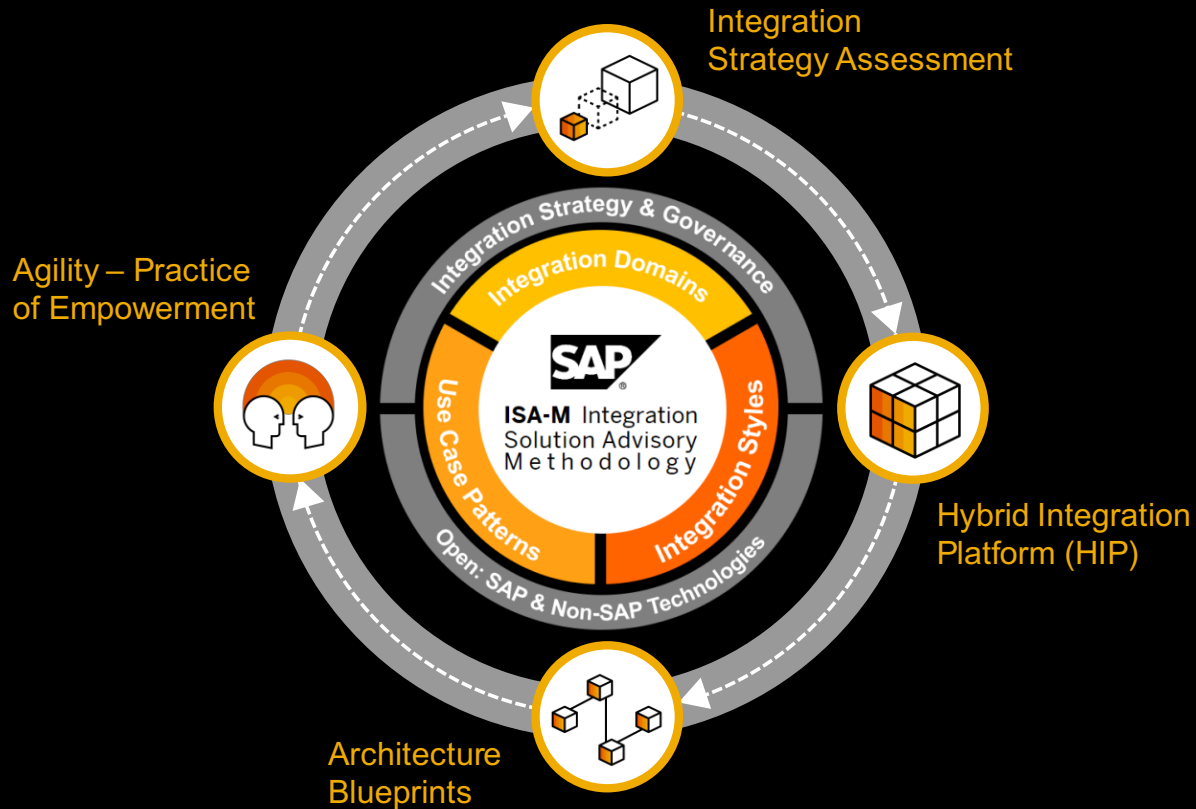 Integration
Strategy Assessment
Integration Strategy & Governance
Integration Domains
Agility – Practice
of Empowerment
SAP
®
ISA-M Integration
Solution Advisory
Methodology
Use Case Patterns
Integration Styles
Hybrid Integration
Platform (HIP)
Open: SAP & Non-SAP Technologies
Architecture
Blueprints